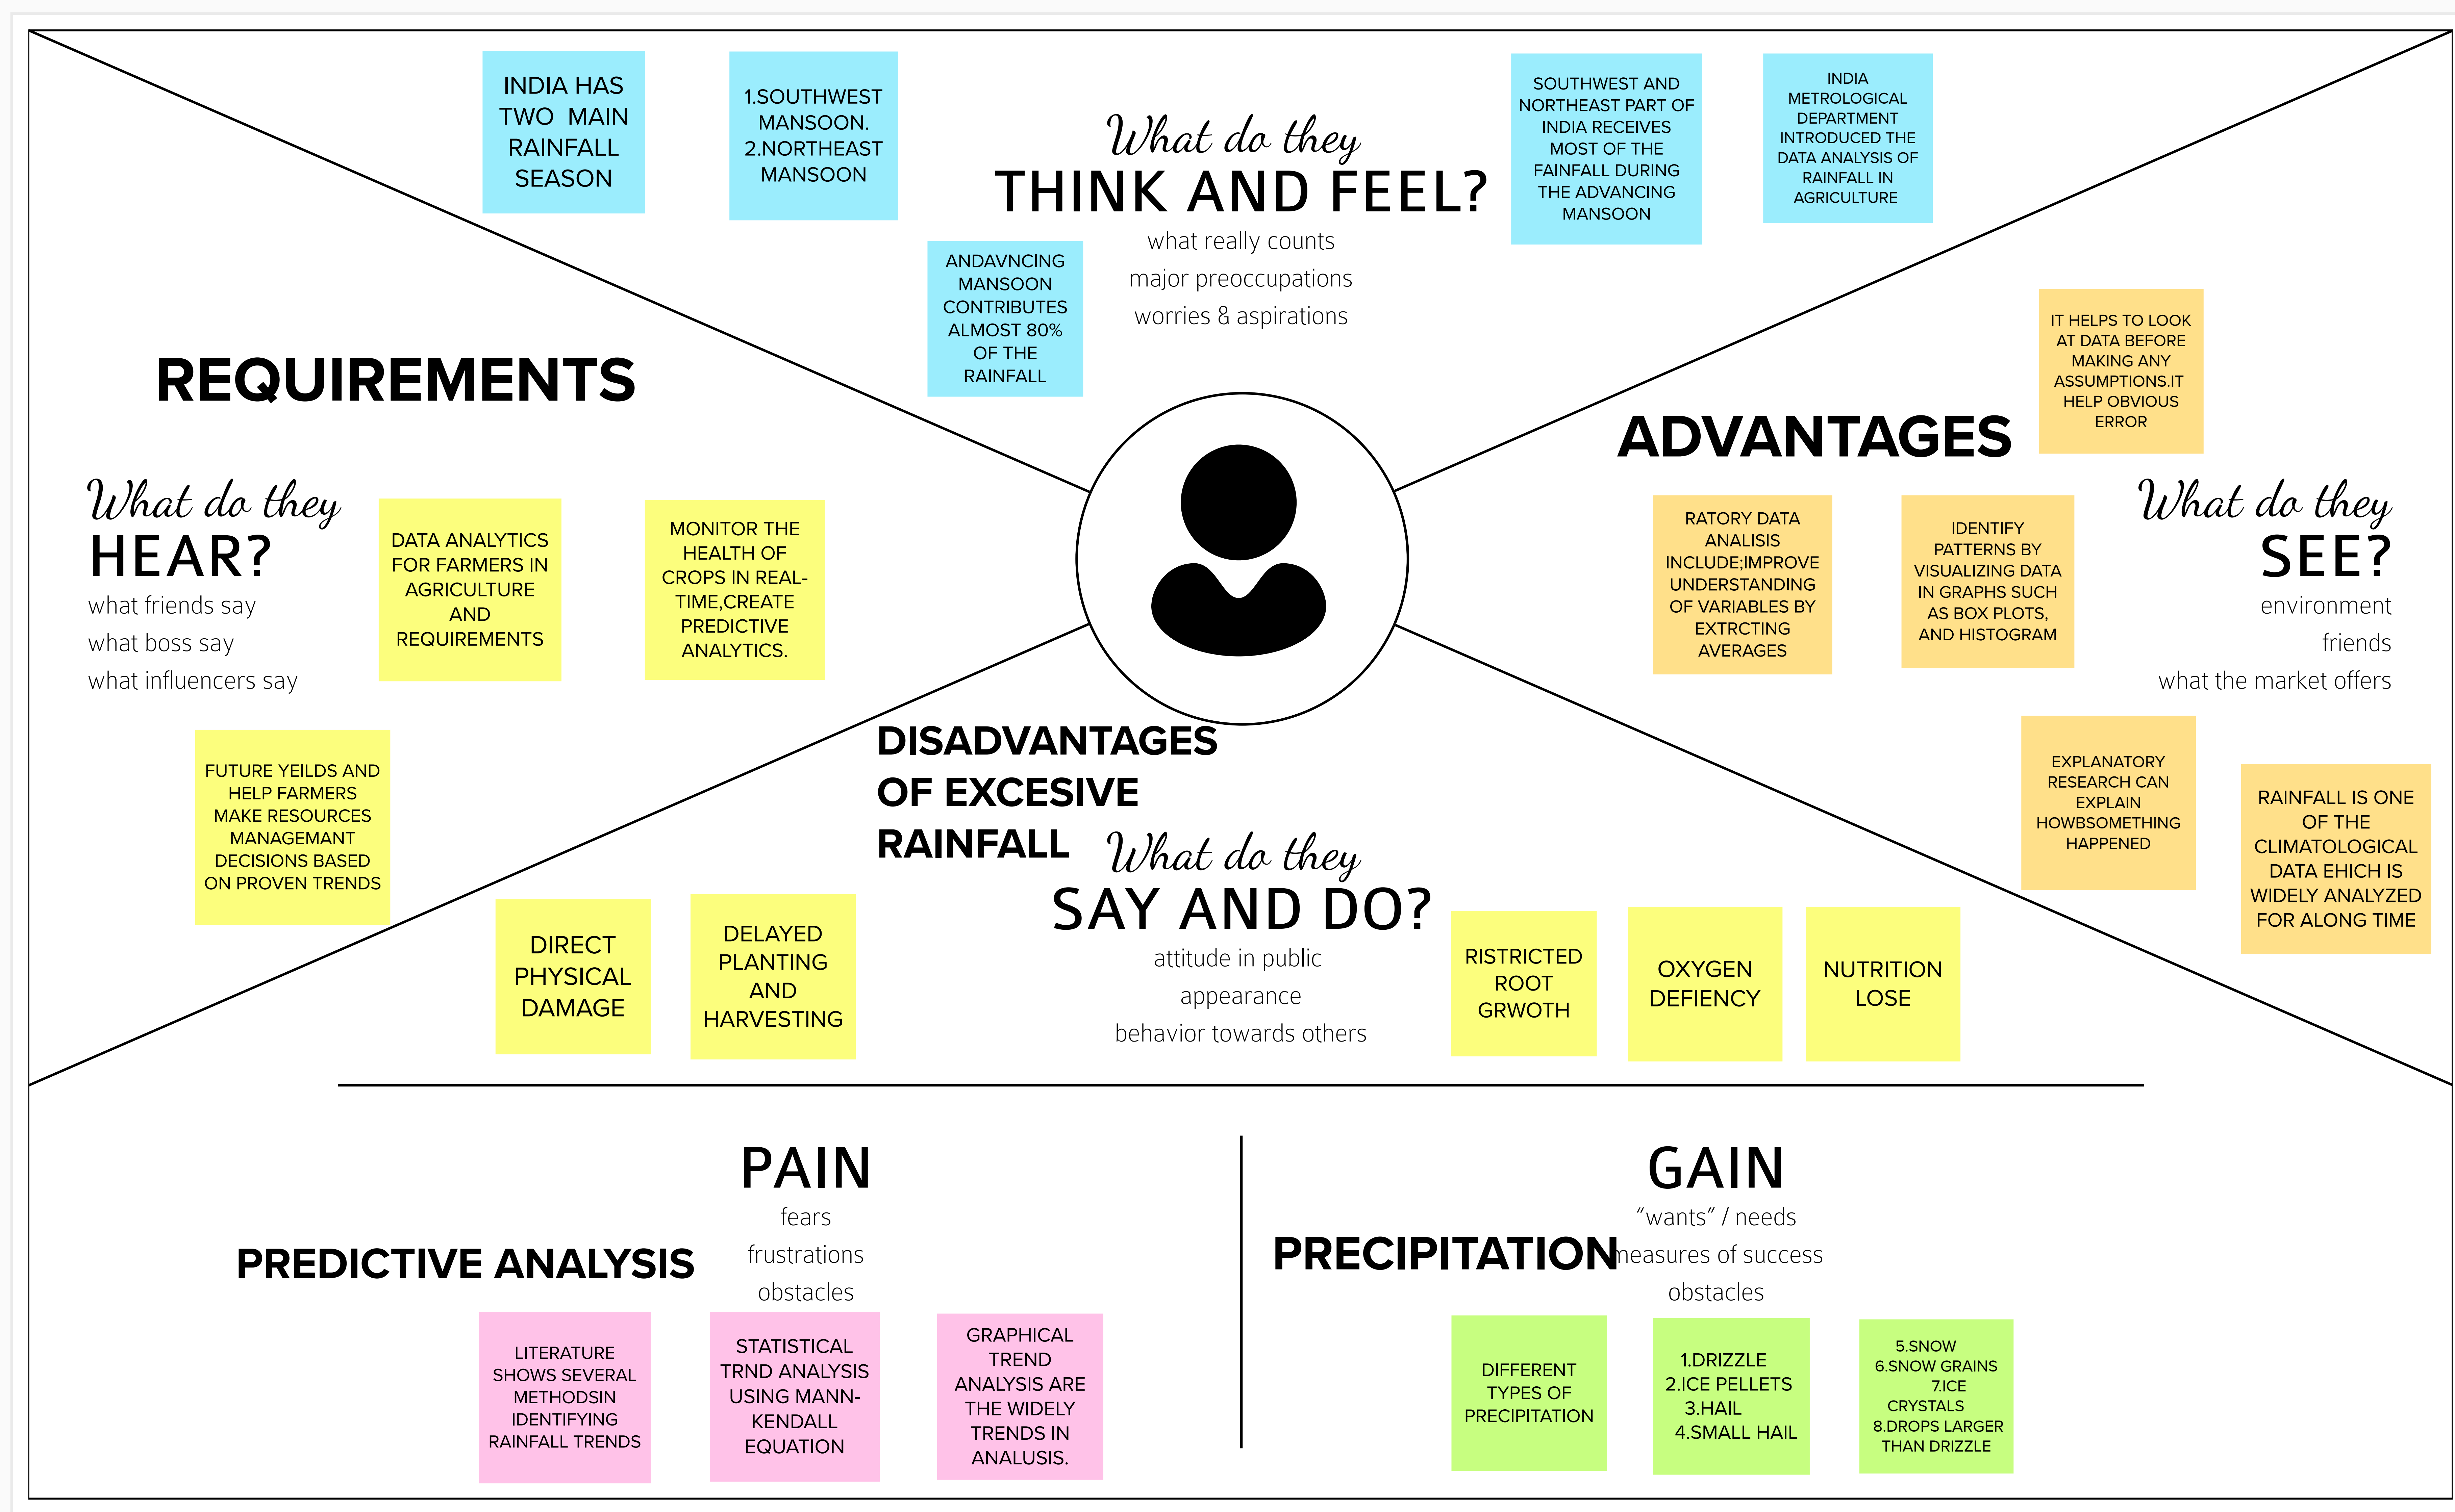 INDIA HAS
TWO MAIN
RAINFALL
SEASON
1.SOUTHWEST
MANSOON.
2.NORTHEAST
MANSOON
What do they
THINK AND FEEL?
what really counts
major preoccupations
worries & aspirations
ANDAVNCING
MANSOON
CONTRIBUTES
ALMOST 80%
OF THE
RAINFALL
SOUTHWEST AND
NORTHEAST PART OF
INDIA RECEIVES
MOST OF THE
FAINFALL DURING
THE ADVANCING
MANSOON
INDIA
METROLOGICAL
DEPARTMENT
INTRODUCED THE
DATA ANALYSIS OF
RAINFALL IN
AGRICULTURE
REQUIREMENTS
What do they
HEAR?
what friends say
what boss say
what influencers say
DATA ANALYTICS
FOR FARMERS IN
AGRICULTURE
AND
REQUIREMENTS
MONITOR THE
HEALTH OF
CROPS IN REAL-
TIME,CREATE
PREDICTIVE
ANALYTICS.
FUTURE YEILDS AND
HELP FARMERS
MAKE RESOURCES
MANAGEMANT
DECISIONS BASED
ON PROVEN TRENDS
ADVANTAGES
IT HELPS TO LOOK
AT DATA BEFORE
MAKING ANY
ASSUMPTIONS.IT
HELP OBVIOUS
ERROR
RATORY DATA
ANALISIS
INCLUDE;IMPROVE
UNDERSTANDING
OF VARIABLES BY
EXTRCTING
AVERAGES
IDENTIFY
PATTERNS BY
VISUALIZING DATA
IN GRAPHS SUCH
AS BOX PLOTS,
AND HISTOGRAM
What do they
SEE?
environment
friends
what the market offers
EXPLANATORY
RESEARCH CAN
EXPLAIN
HOWBSOMETHING
HAPPENED
RAINFALL IS ONE
OF THE
CLIMATOLOGICAL
DATA EHICH IS
WIDELY ANALYZED
FOR ALONG TIME
DISADVANTAGES
OF EXCESIVE
RAINFALL
What do they
SAY AND DO?
attitude in public
appearance
behavior towards others
DIRECT
PHYSICAL
DAMAGE
DELAYED
PLANTING
AND
HARVESTING
RISTRICTED
ROOT
GRWOTH
OXYGEN
DEFIENCY
NUTRITION
LOSE
PAIN
fears
frustrations
obstacles
PREDICTIVE ANALYSIS
LITERATURE
SHOWS SEVERAL
METHODSIN
IDENTIFYING
RAINFALL TRENDS
STATISTICAL
TRND ANALYSIS
USING MANN-
KENDALL
EQUATION
GRAPHICAL
TREND
ANALYSIS ARE
THE WIDELY
TRENDS IN
ANALUSIS.
GAIN
"wants" / needs
measures of success
obstacles
PRECIPITATION
DIFFERENT
TYPES OF
PRECIPITATION
1.DRIZZLE
2.ICE PELLETS
3.HAIL
4.SMALL HAIL
5.SNOW
6.SNOW GRAINS
7.ICE
CRYSTALS
8.DROPS LARGER
THAN DRIZZLE